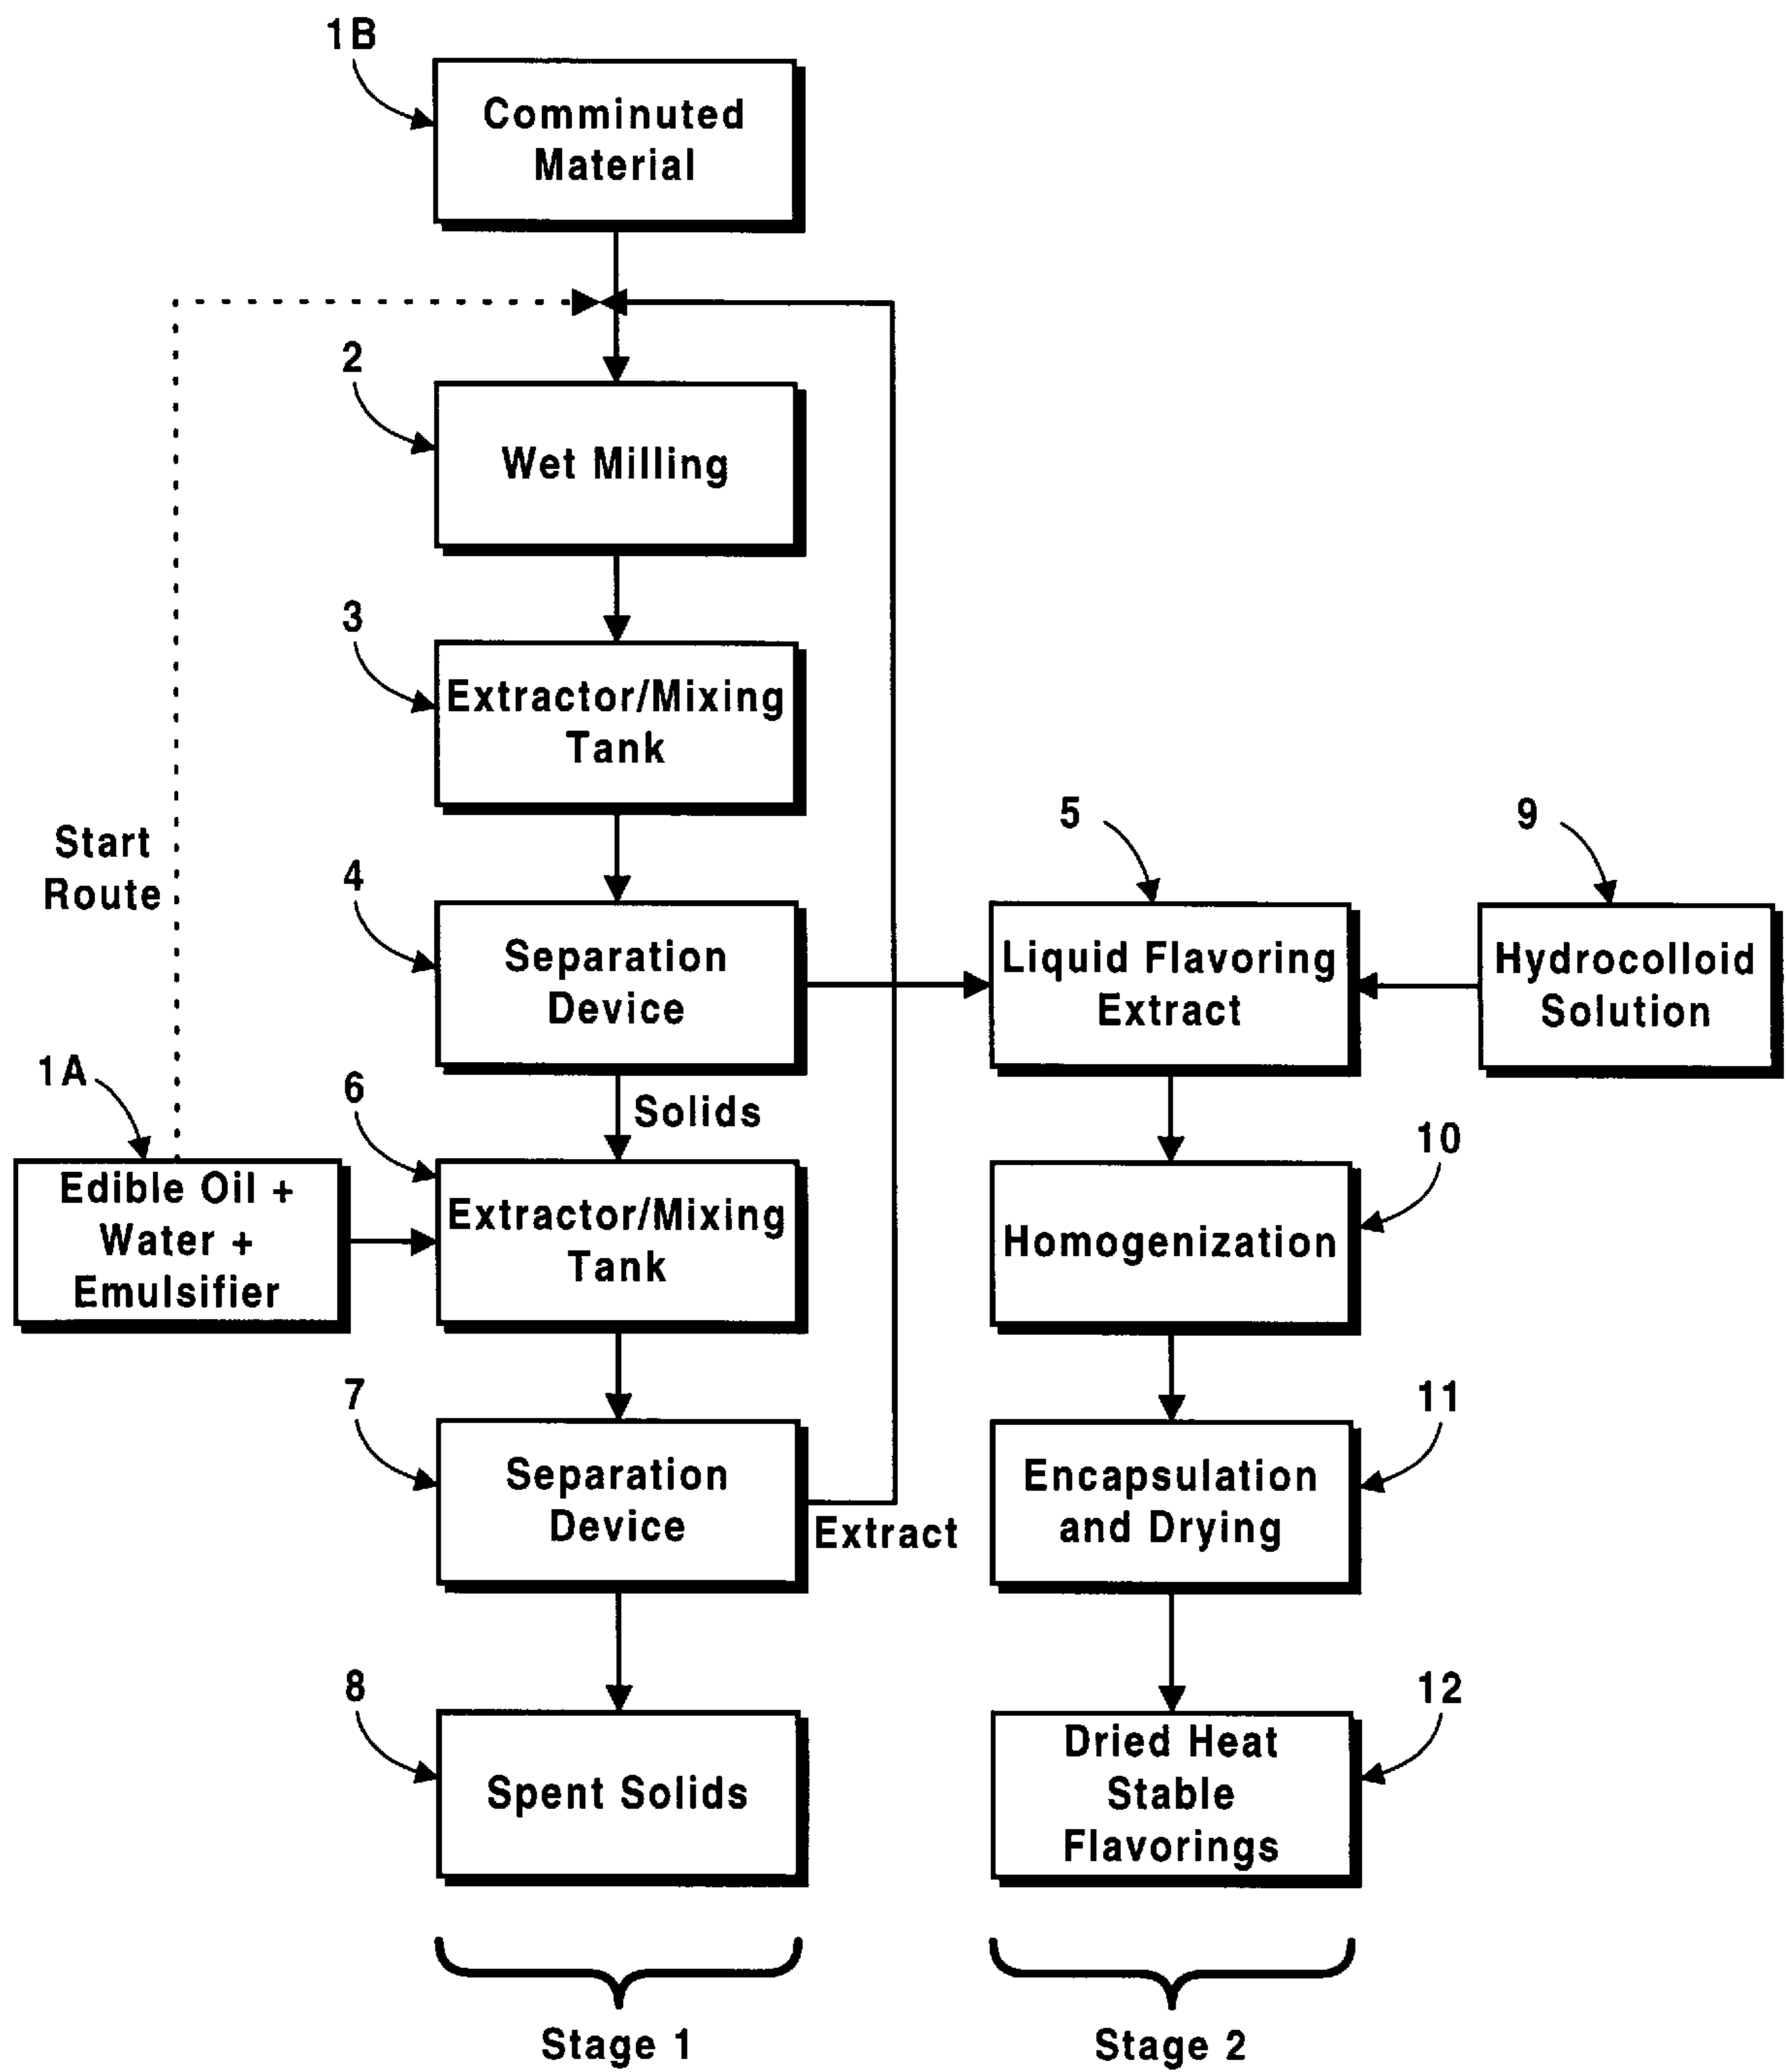 1B
Comminuted
Material
2
Wet Milling
3
Extractor/Mixing
Tank
Start
Route
4
Separation
Device
5
Liquid Flavoring
Extract
9
Hydrocolloid
Solution
Solids
1A
Edible Oil +
Water +
Emulsifier
6
Extractor/Mixing
Tank
10
Homogenization
7
Separation
Device
Extract
11
Encapsulation
and Drying
8
Spent Solids
12
Dried Heat
Stable
Flavorings
Stage 1
Stage 2